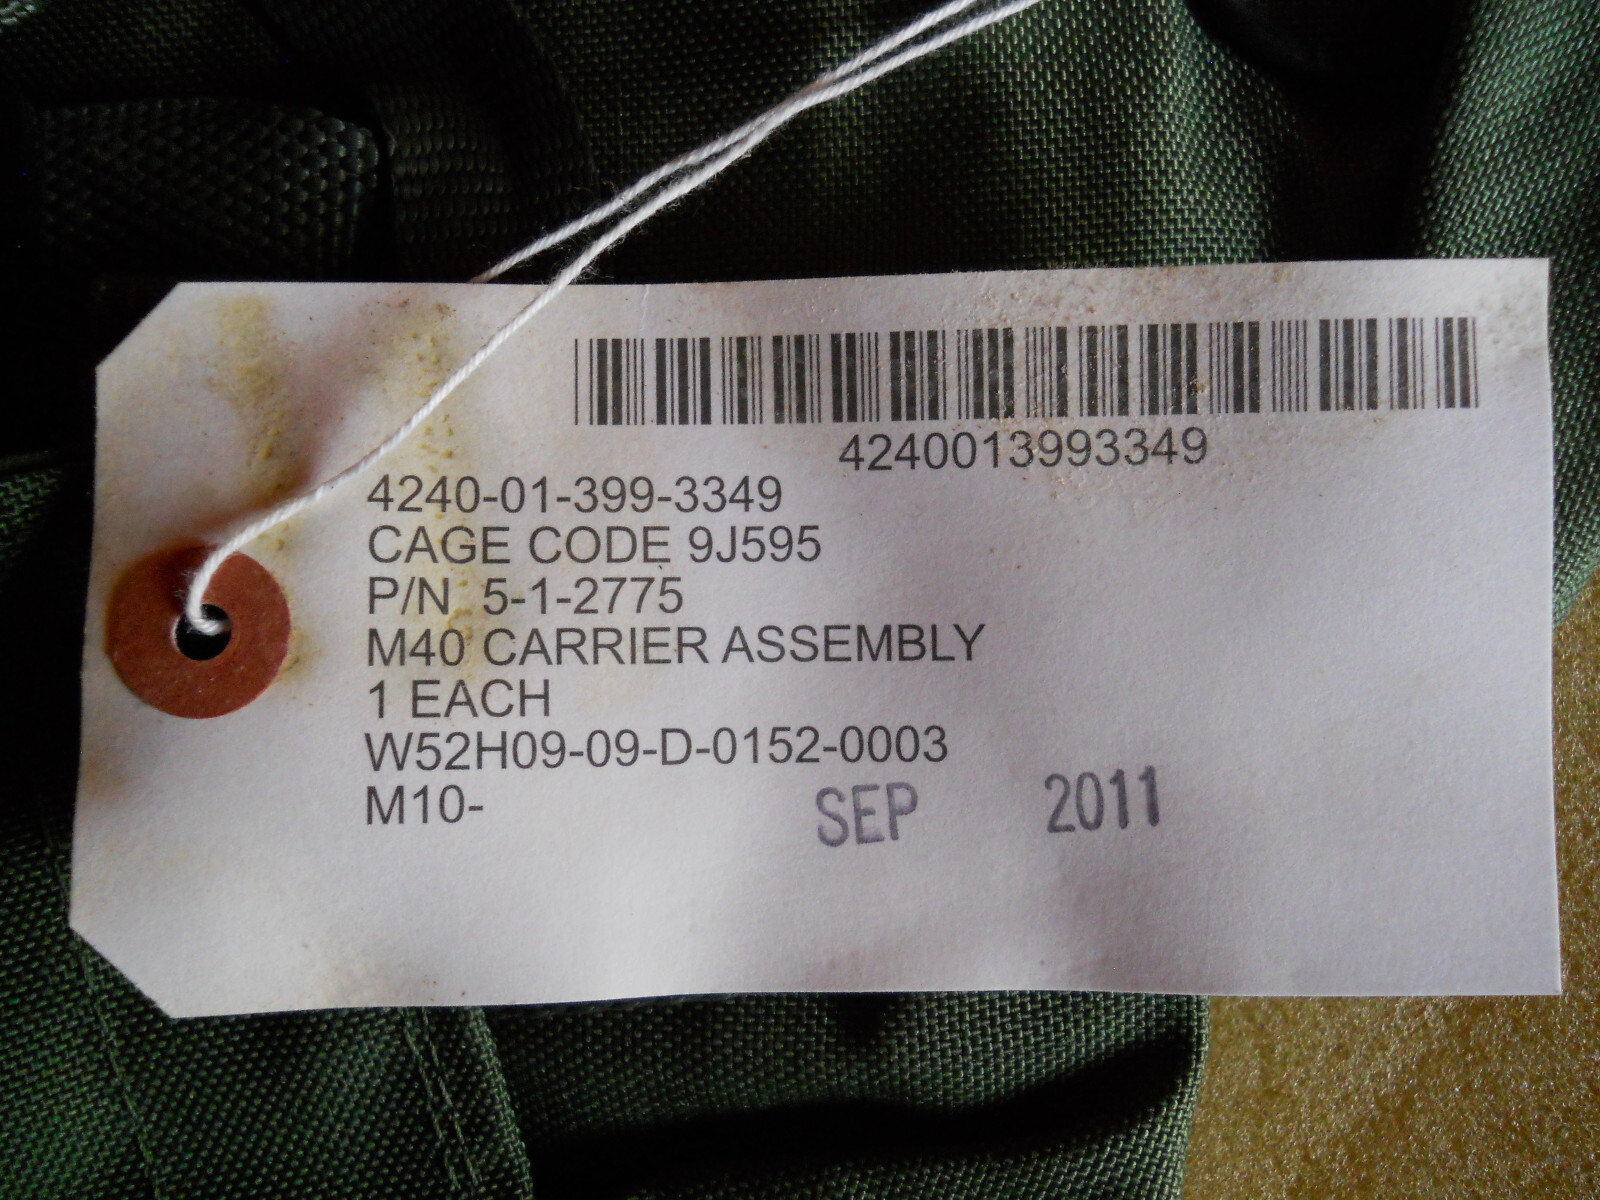 4240013993349
4240-01-399-3349
CAGE CODE 9J595
P/N 5-1-2775
M40 CARRIER ASSEMBLY
1 EACH
W52H09-09-D-0152-0003
M10-
SEP 2011